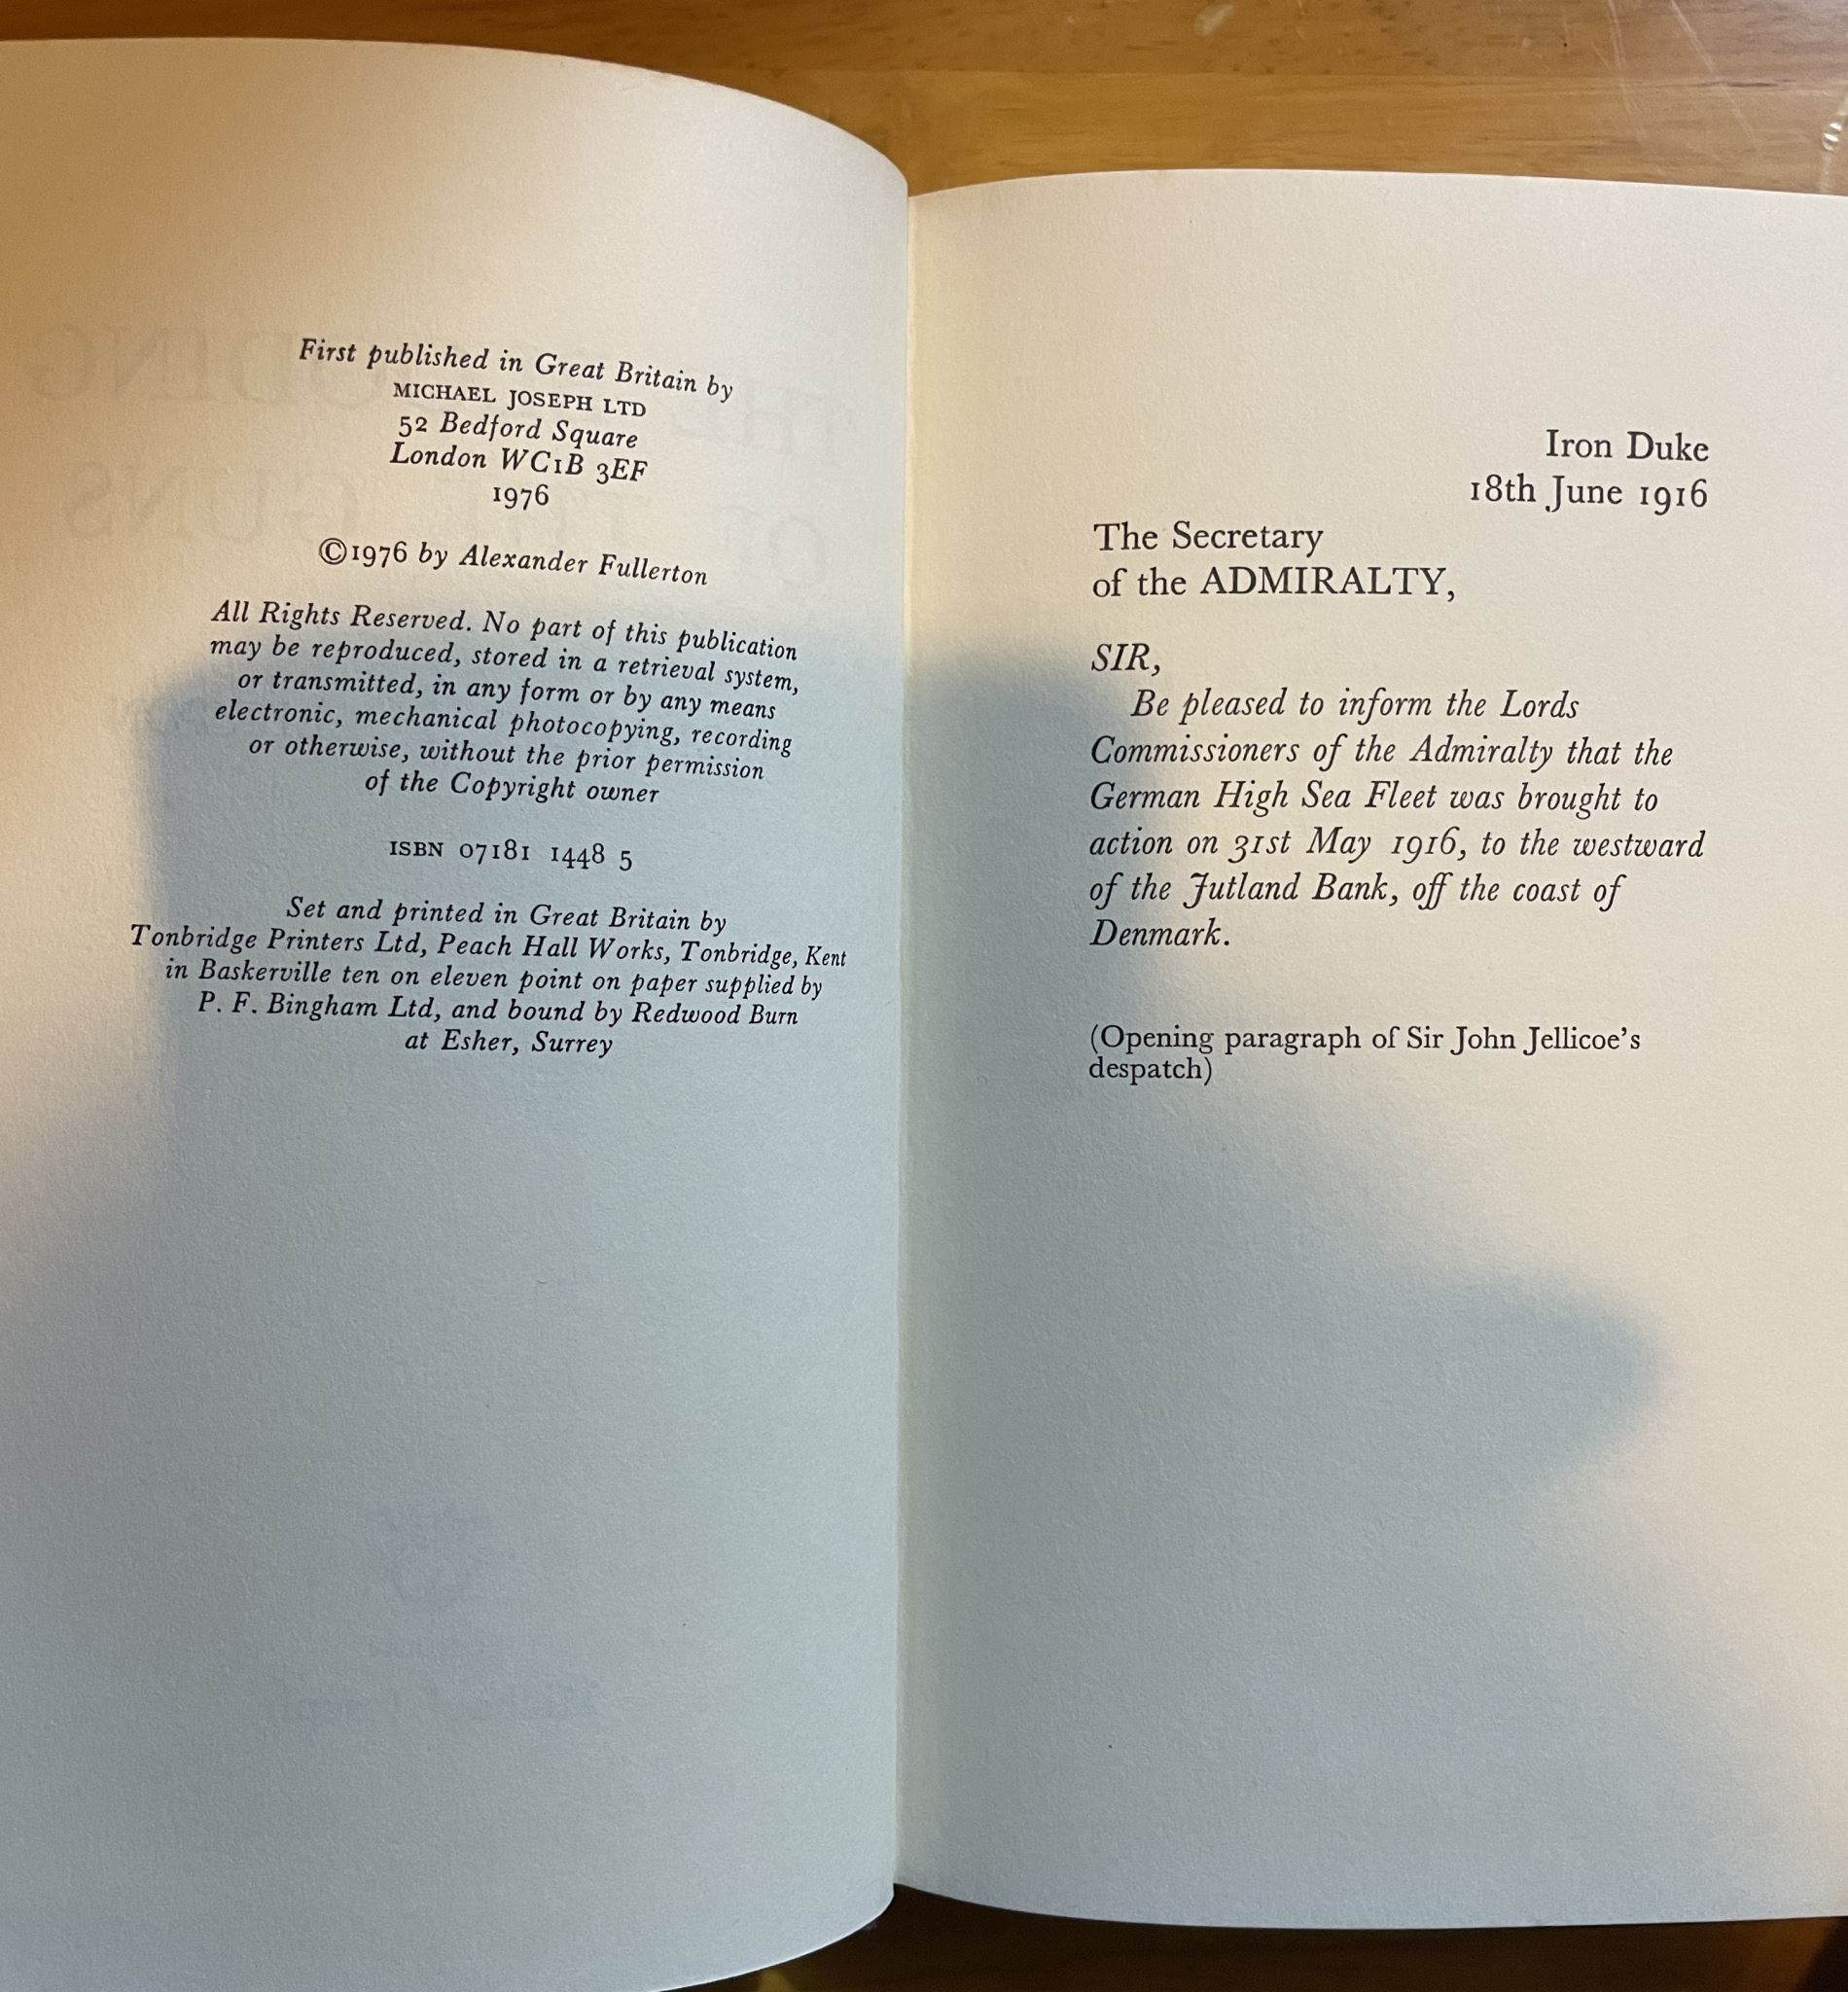 First published in Great Britain by
MICHAEL JOSEPH LTD
52 Bedford Square
London WC1B 3EF
1976
©1976 by Alexander Fullerton
All Rights Reserved. No part of this publication
may be reproduced, stored in a retrieval system,
or transmitted, in any form or by any means
electronic, mechanical photocopying, recording
or otherwise, without the prior permission
of the Copyright owner
ISBN 07181 1448 5
Set and printed in Great Britain by
Tonbridge Printers Ltd, Peach Hall Works, Tonbridge, Kent
in Baskerville ten on eleven point on paper supplied by
P. F. Bingham Ltd, and bound by Redwood Burn
at Esher, Surrey
Iron Duke
18th June 1916
The Secretary
of the ADMIRALTY,
SIR,
Be pleased to inform the Lords
Commissioners of the Admiralty that the
German High Sea Fleet was brought to
action on 31st May 1916, to the westward
of the Jutland Bank, off the coast of
Denmark.
(Opening paragraph of Sir John Jellicoe's
despatch)